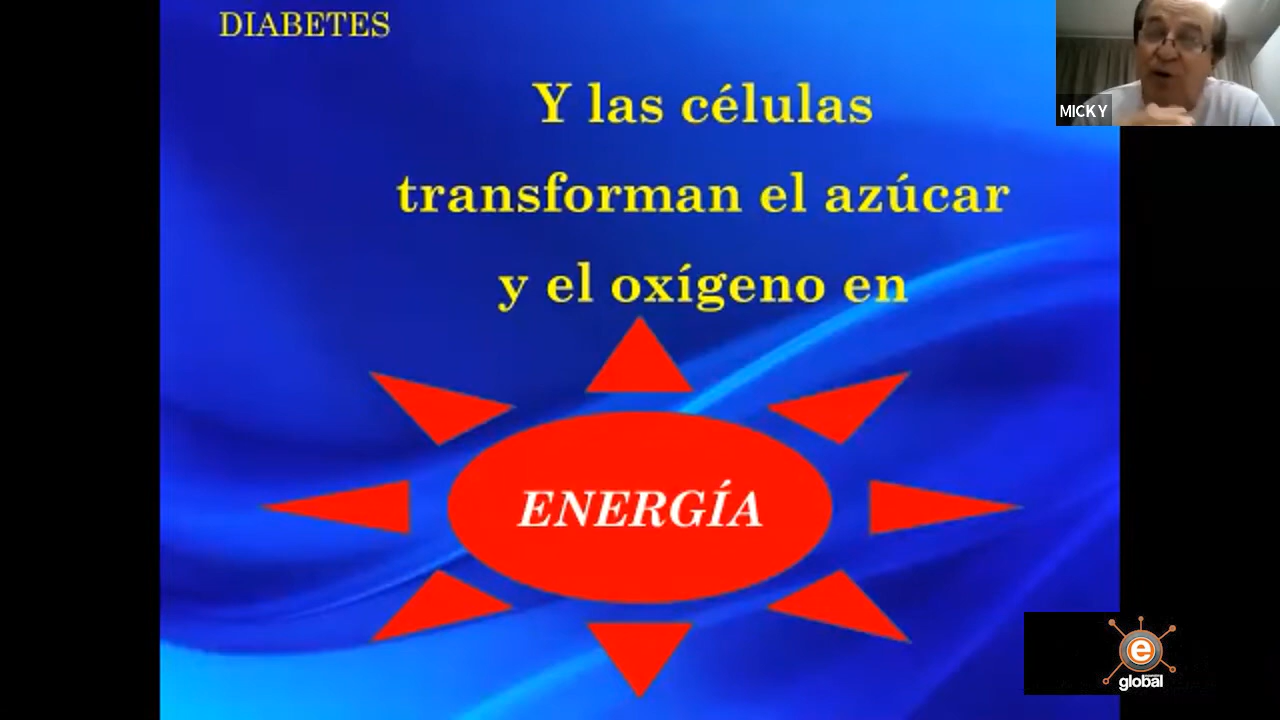 DIABETES
Y las células
transforman el azúcar
y el oxígeno en
ENERGÍA
MICKY
e
global